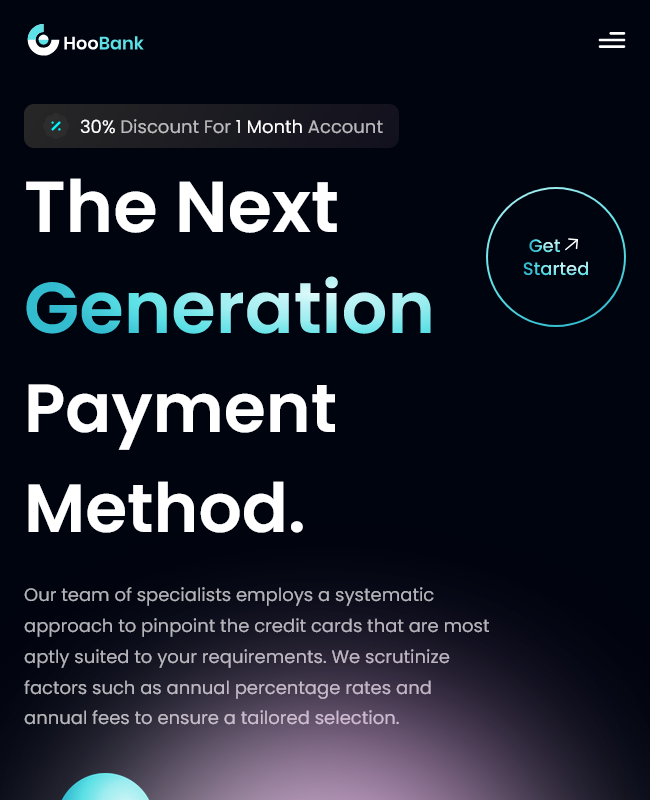 HooBank
30% Discount For 1 Month Account
The Next
Generation
Payment
Method.
Get
Started
Our team of specialists employs a systematic
approach to pinpoint the credit cards that are most
aptly suited to your requirements. We scrutinize
factors such as annual percentage rates and
annual fees to ensure a tailored selection.